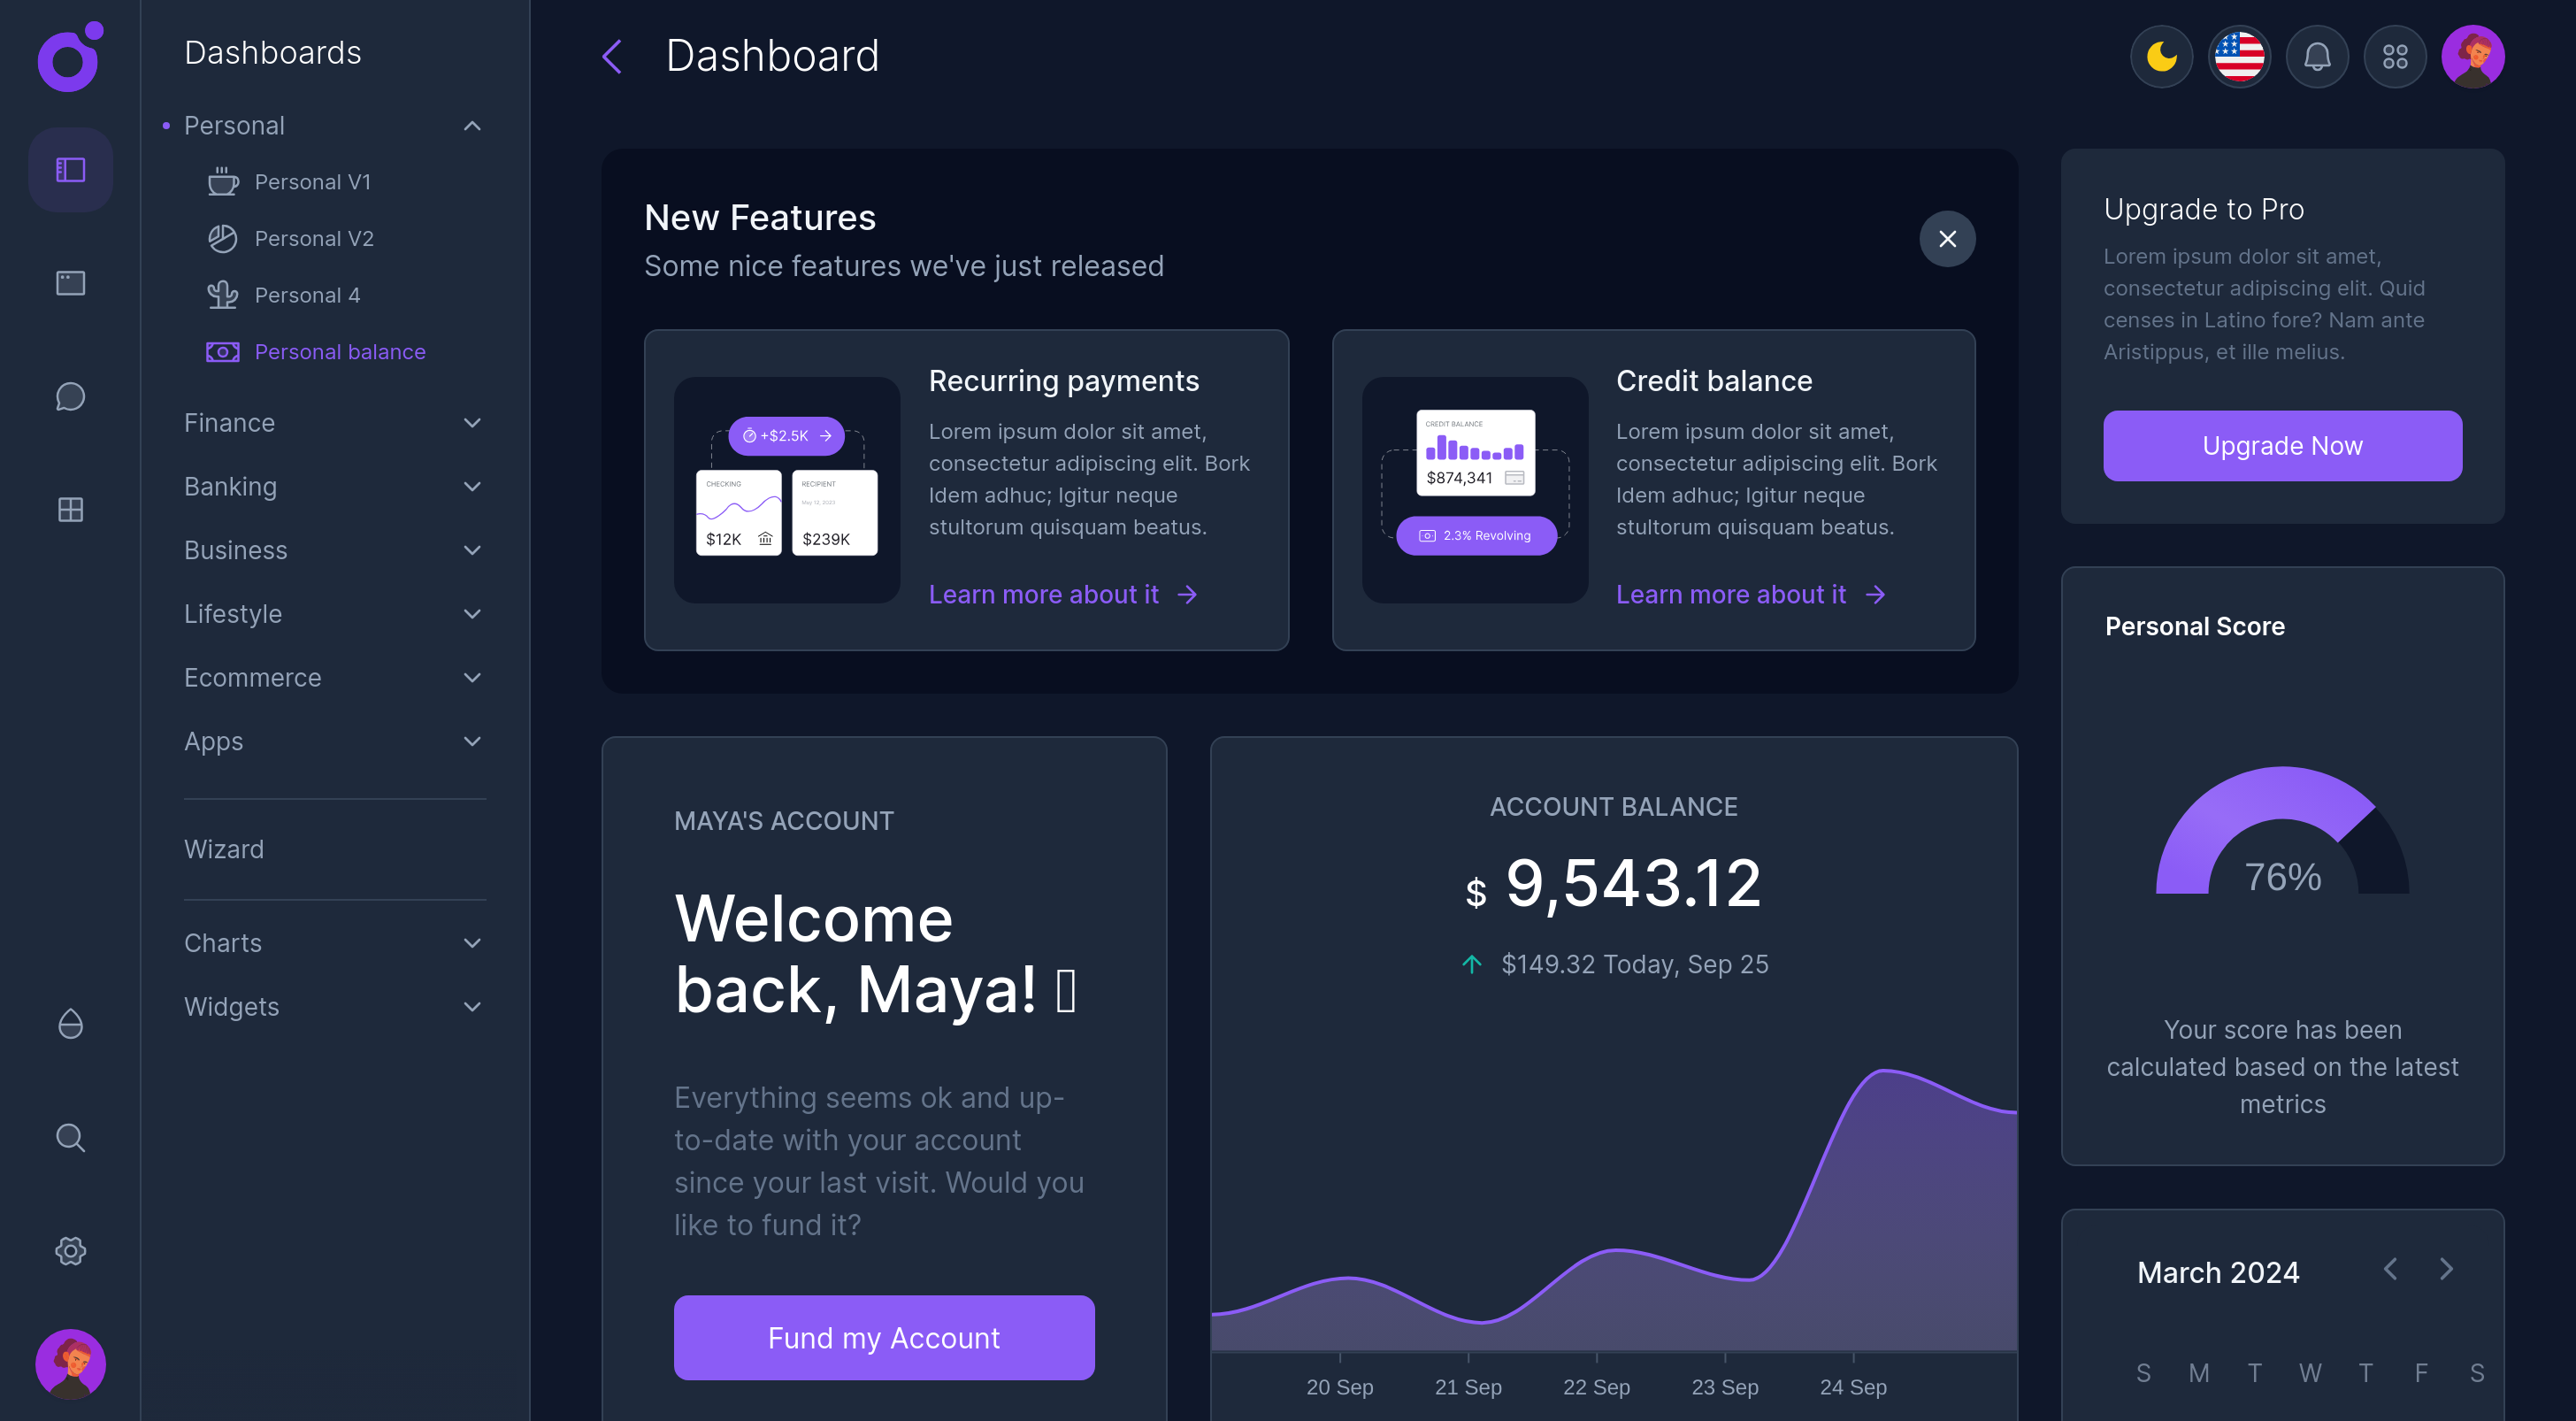 Dashboards
Personal
Personal V1
Personal V2
Personal 4
Personal balance
Finance
Banking
Business
Lifestyle
Ecommerce
Apps
Wizard
Charts
Widgets
Dashboard
New Features
Some nice features we've just released
+$2.5K
CHECKING
$12K
RECIPIENT
May 12, 2023
$239K
Recurring payments
Lorem ipsum dolor sit amet,
consectetur adipiscing elit. Bork
Idem adhuc; Igitur neque
stultorum quisquam beatus.
Learn more about it
CREDIT BALANCE
$874,341
2.3% Revolving
Credit balance
Lorem ipsum dolor sit amet,
consectetur adipiscing elit. Bork
Idem adhuc; Igitur neque
stultorum quisquam beatus.
Learn more about it
MAYA'S ACCOUNT
Welcome
back, Maya!
Everything seems ok and up-
to-date with your account
since your last visit. Would you
like to fund it?
Fund my Account
ACCOUNT BALANCE
$ 9,543.12
$149.32 Today, Sep 25
20 Sep 21 Sep 22 Sep 23 Sep 24 Sep
Upgrade to Pro
Lorem ipsum dolor sit amet,
consectetur adipiscing elit. Quid
censes in Latino fore? Nam ante
Aristippus, et ille melius.
Upgrade Now
Personal Score
76%
Your score has been
calculated based on the latest
metrics
March 2024
S M T W T F S